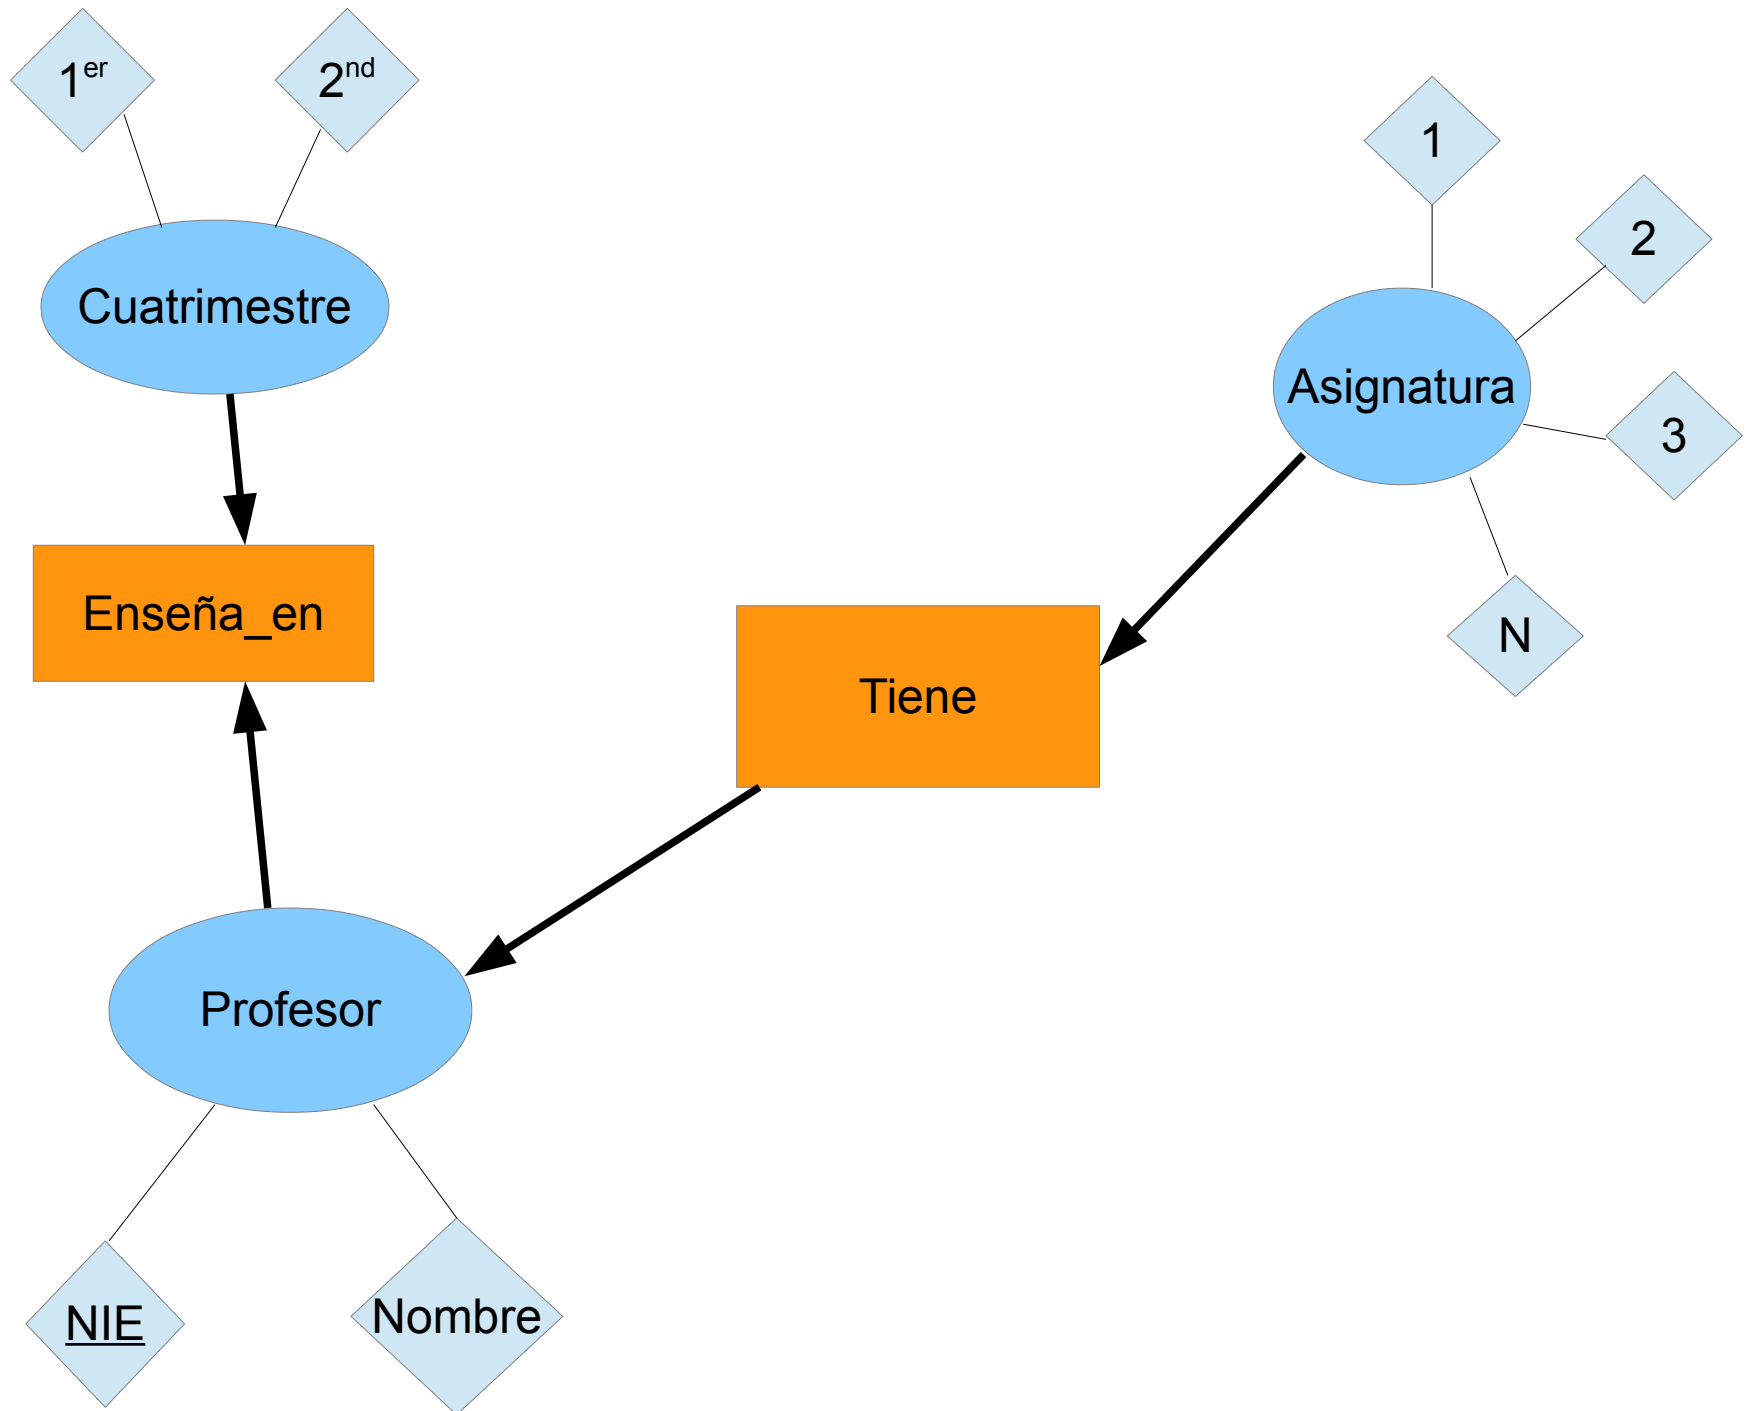 1er
2nd
1
2
Cuatrimestre
Asignatura
3
Enseña_en
N
Tiene
Profesor
NIE
Nombre